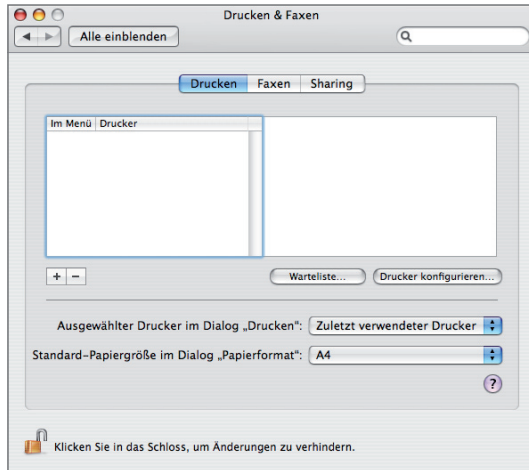 Drucken & Faxen
Alle einblenden
Drucken Faxen Sharing
Im Menü Drucker
+ −
Warteliste... Drucker konfigurieren...
Ausgewählter Drucker im Dialog „Drucken“: Zuletzt verwendeter Drucker
Standard-Papiergröße im Dialog „Papierformat“: A4
?
Klicken Sie in das Schloss, um Änderungen zu verhindern.